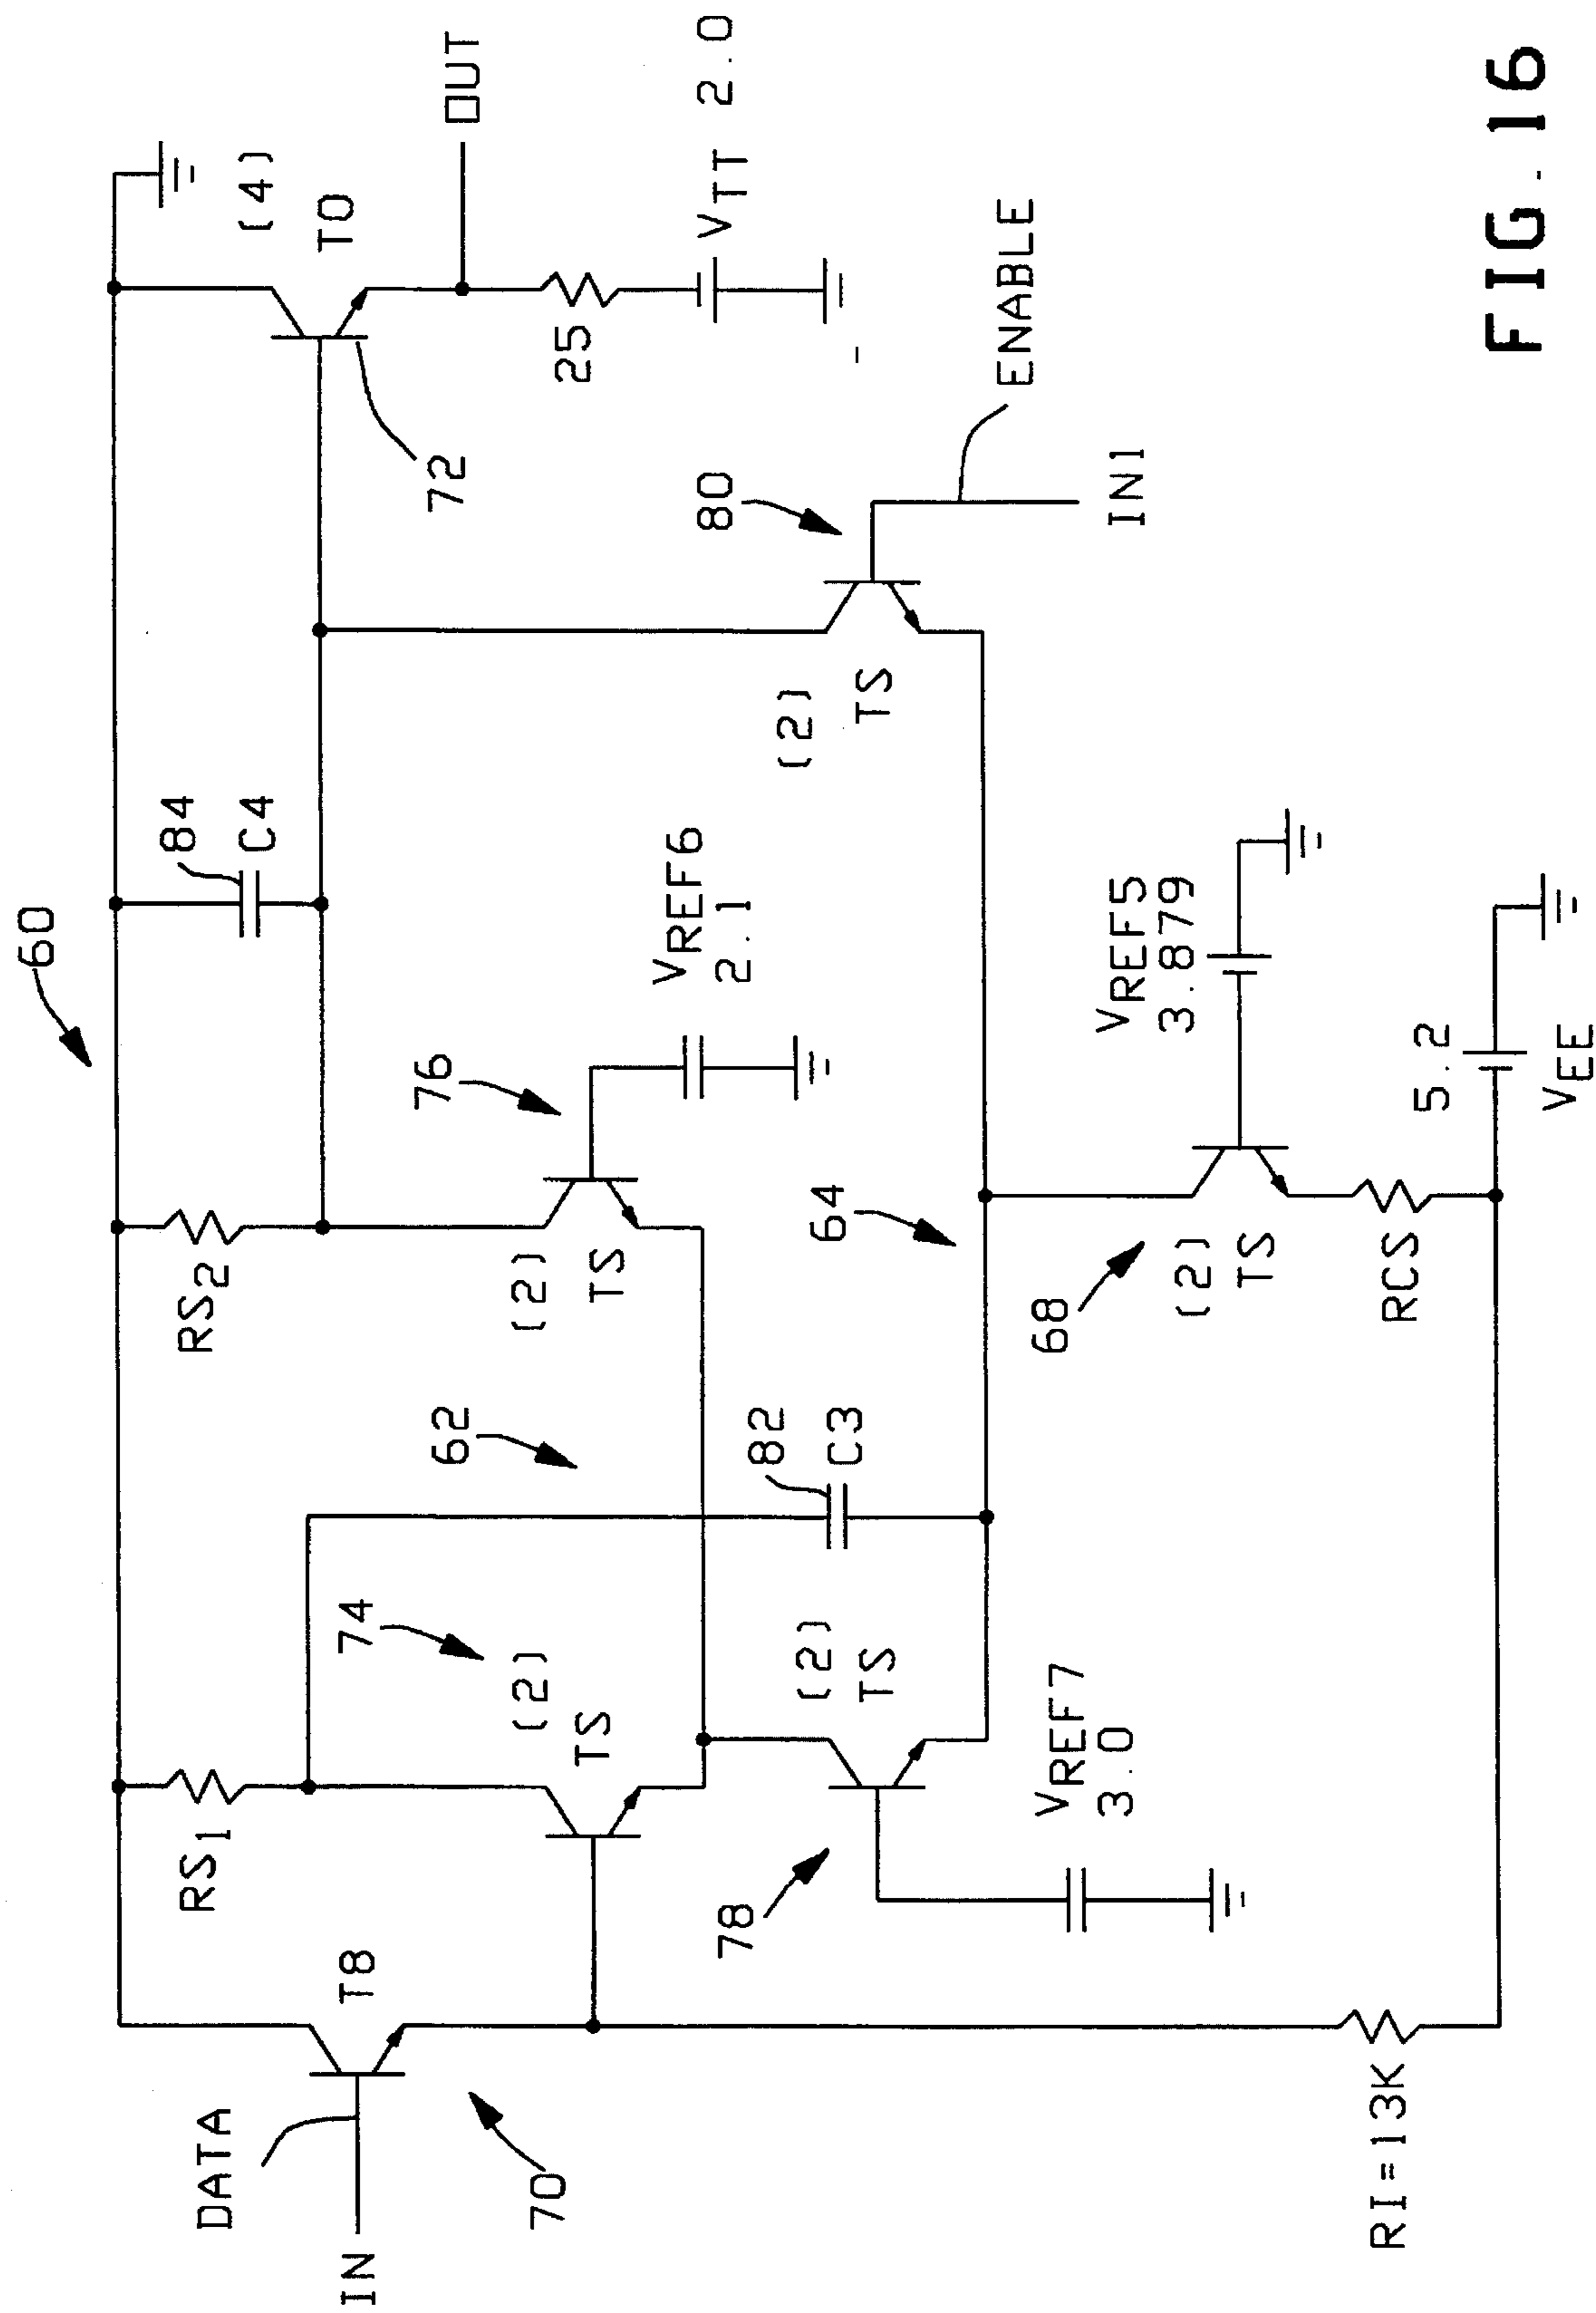 60
84
C4
(4)
T0
OUT
72
25
VTT 2.0
RS2
RS1
76
VREF6
2.1
(2)
TS
80
ENABLE
IN1
(2)
TS
62
74
(2)
TS
82
C3
64
T8
DATA
IN
70
78
(2)
TS
VREF7
3.0
68
(2)
TS
VREF5
3.879
RCS
5.2
VEE
RI=13K
FIG. 16